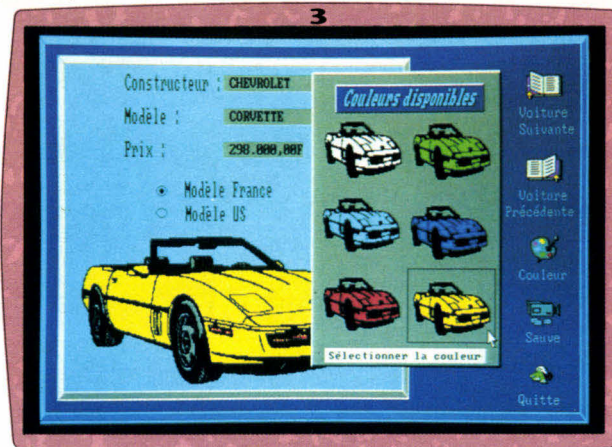 3
Constructeur : CHEVROLET
Modèle : CORVETTE
Prix : 298.000,00F
Modèle France
Modèle US
Couleurs disponibles
Sélectionner la couleur
Voiture
Suivante
Voiture
Précédente
Couleur
Sauve
Quitte